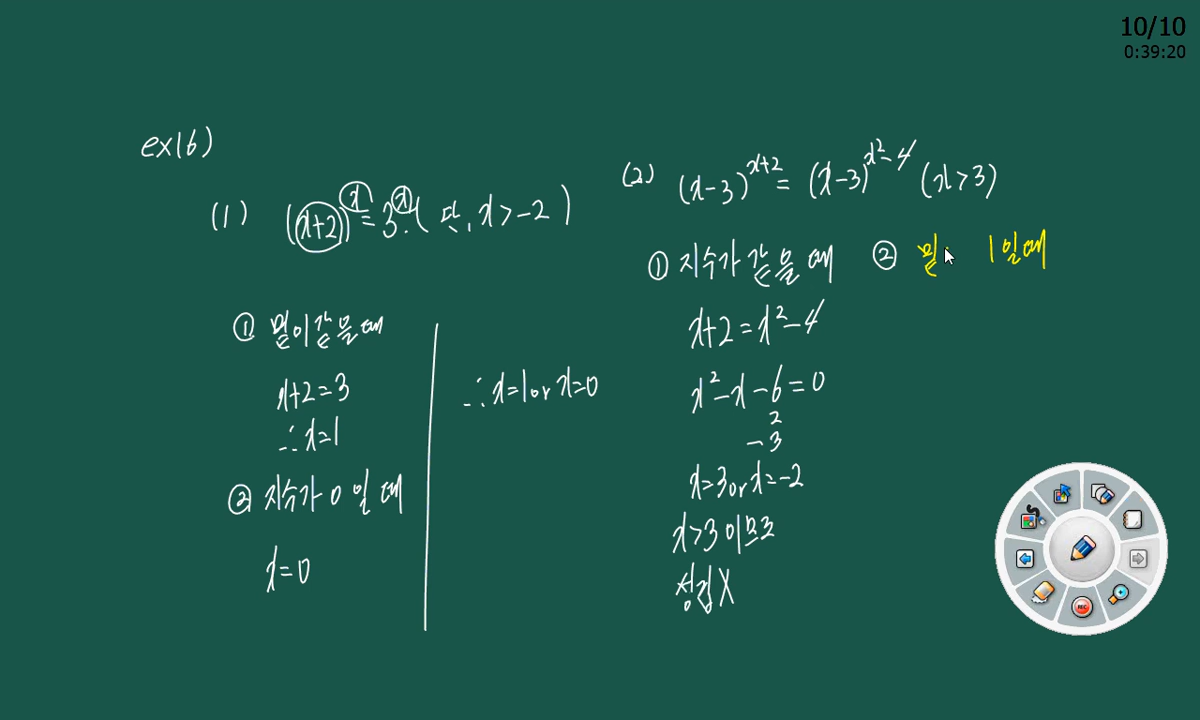 10/10
0:39:20
ex16)
(1) (x+2)^x = 3^x (단, x > -2)
① 밑이 같을 때
x+2=3
∴ x=1
② 지수가 0 일 때
x=0
∴ x=1 or x=0
(2) (x-3)^{x+2} = (x-3)^{x²-4} (x>3)
① 지수가 같을 때
x+2=x²-4
x²-x-6=0
2
-3
x=3 or x=-2
x>3 이므로
성립 X
② 밑 1일 때
REC